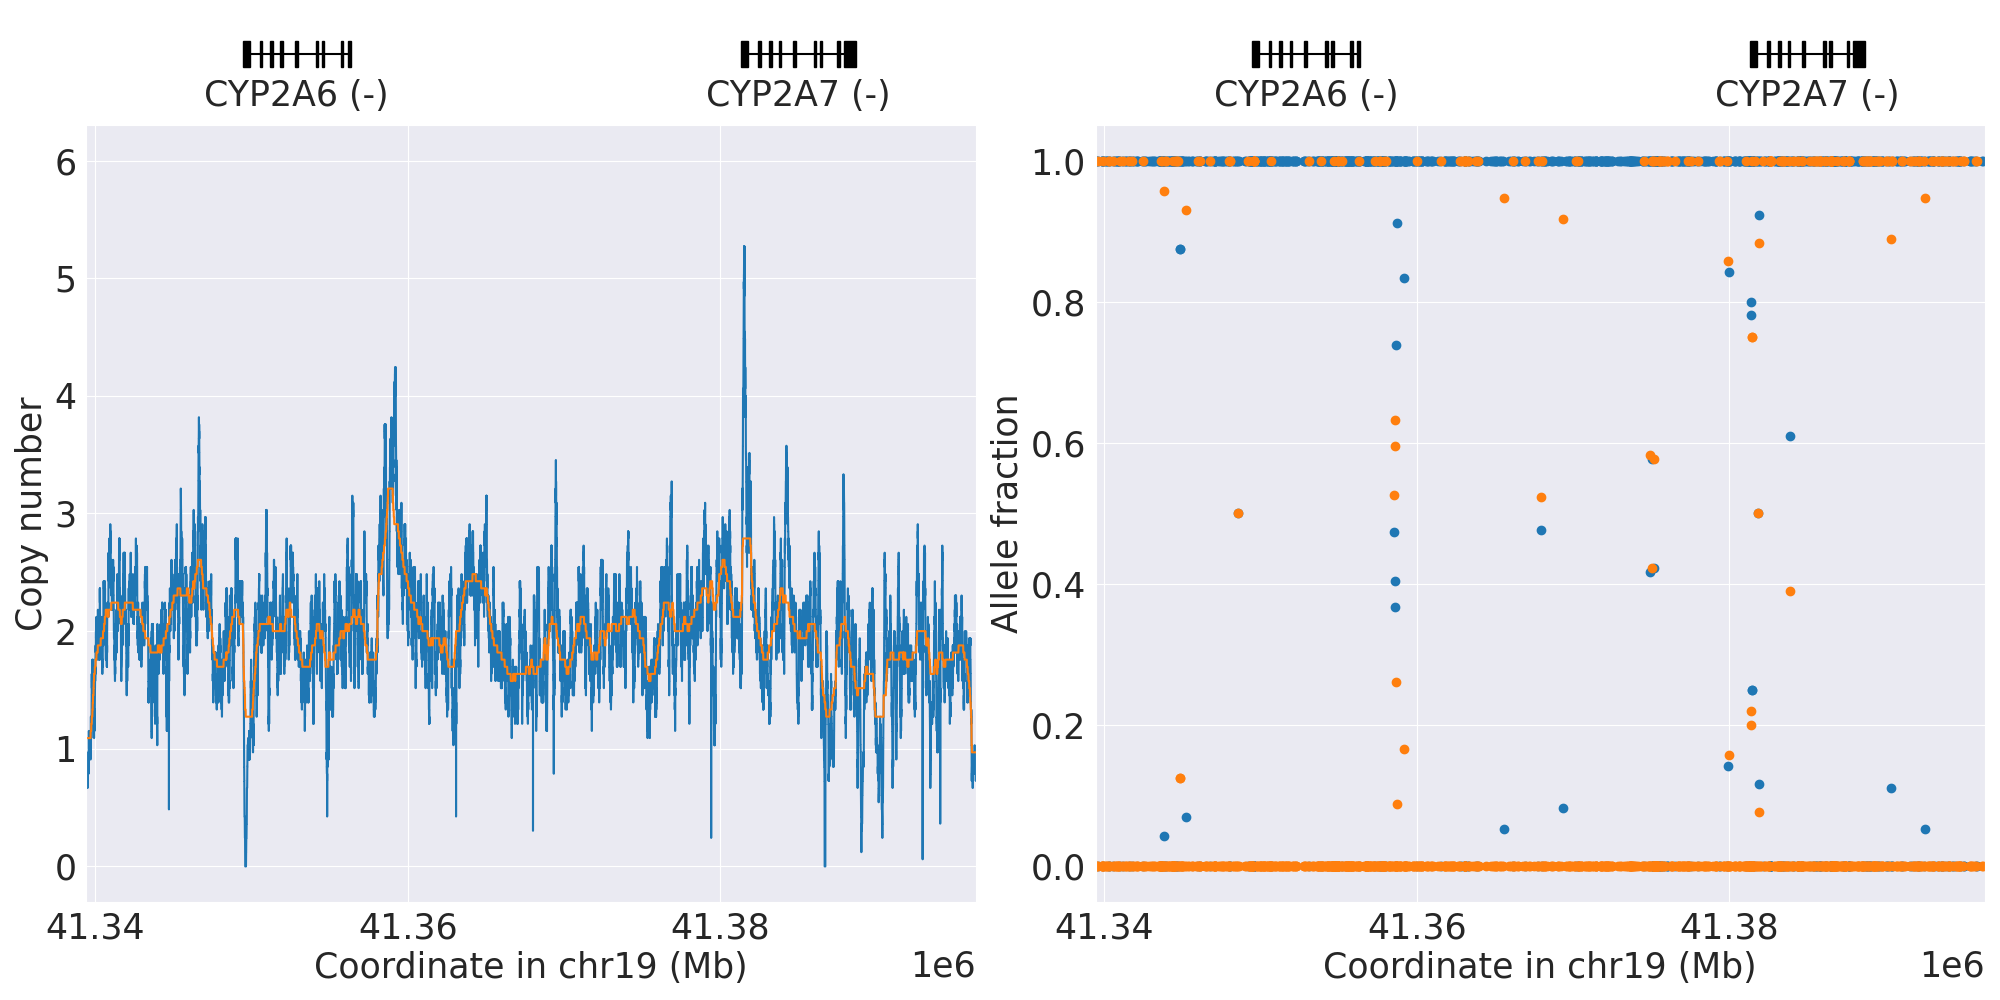 CYP2A6 (-)
CYP2A7 (-)
6
5
4
3
2
1
0
Copy number
41.34
41.36
41.38
Coordinate in chr19 (Mb)
1e6
CYP2A6 (-)
CYP2A7 (-)
1.0
0.8
0.6
0.4
0.2
0.0
Allele fraction
41.34
41.36
41.38
Coordinate in chr19 (Mb)
1e6